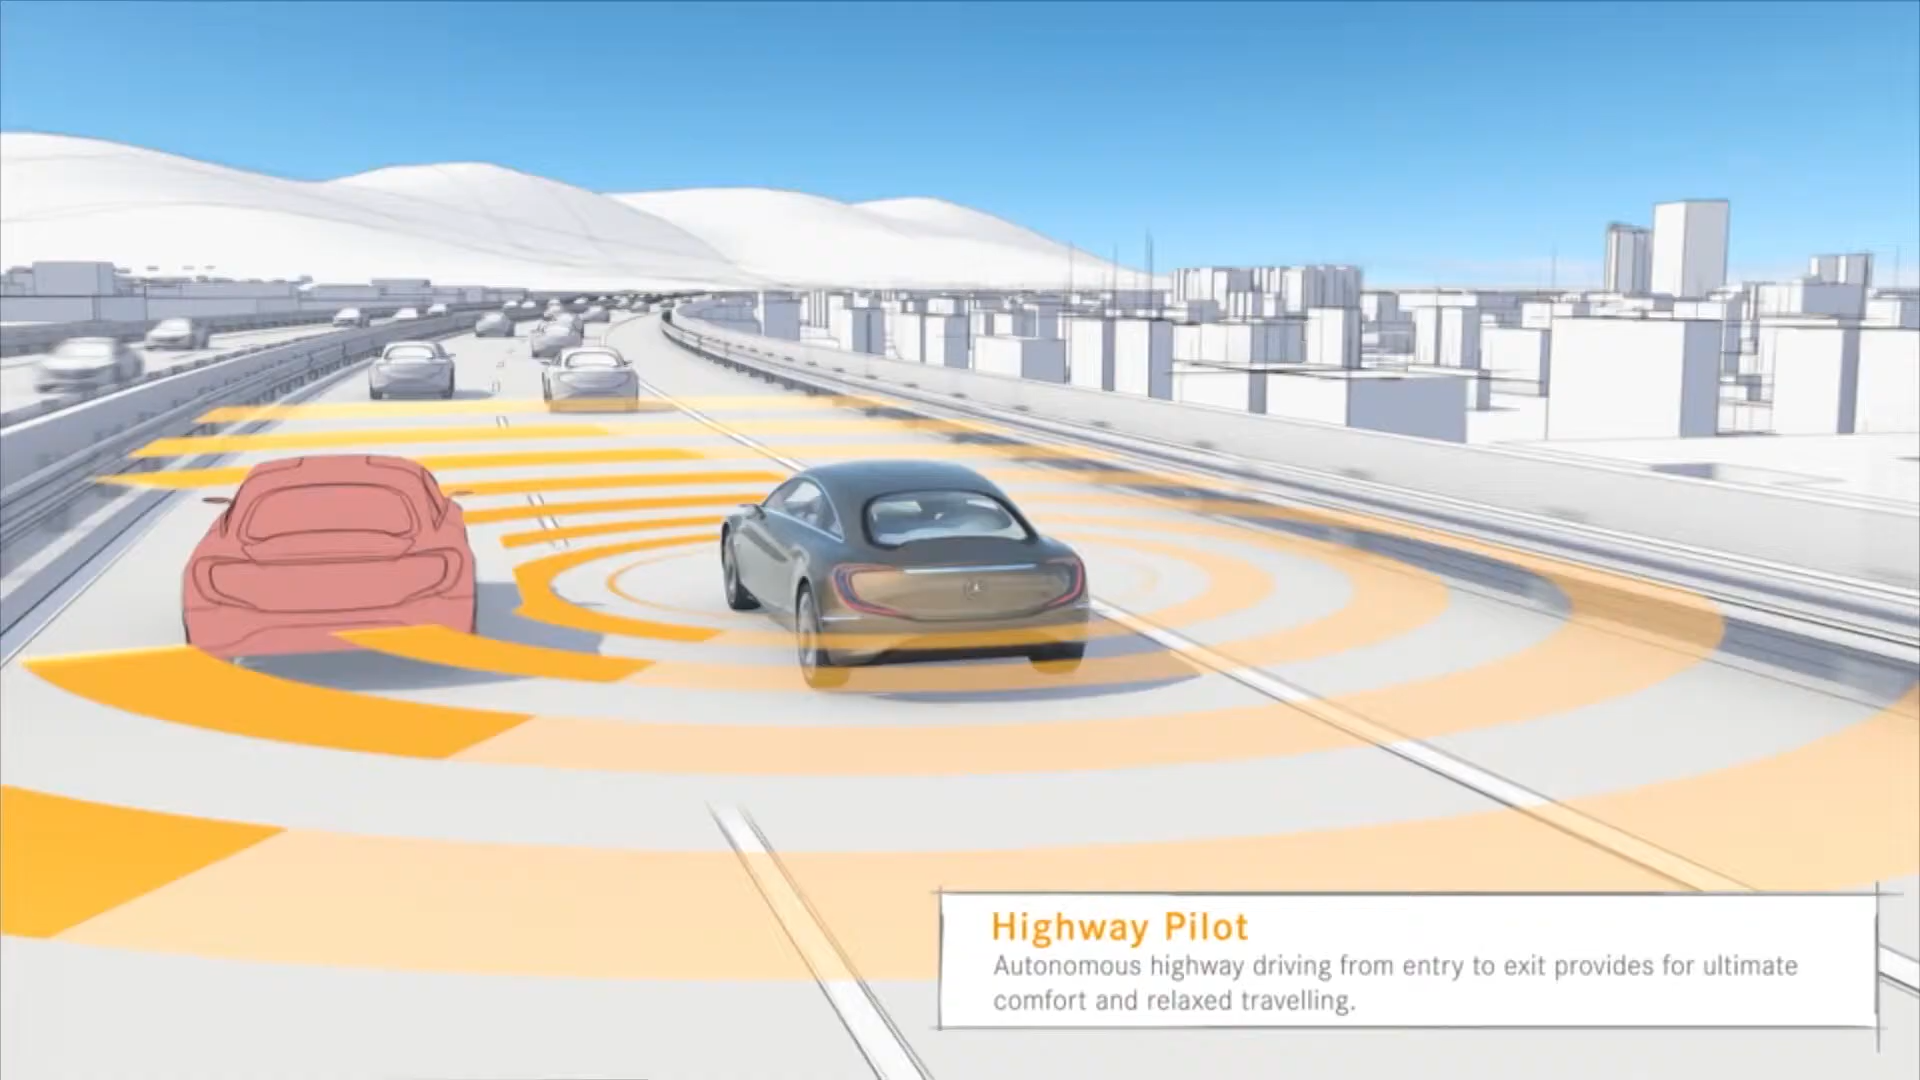 Highway Pilot
Autonomous highway driving from entry to exit provides for ultimate
comfort and relaxed travelling.